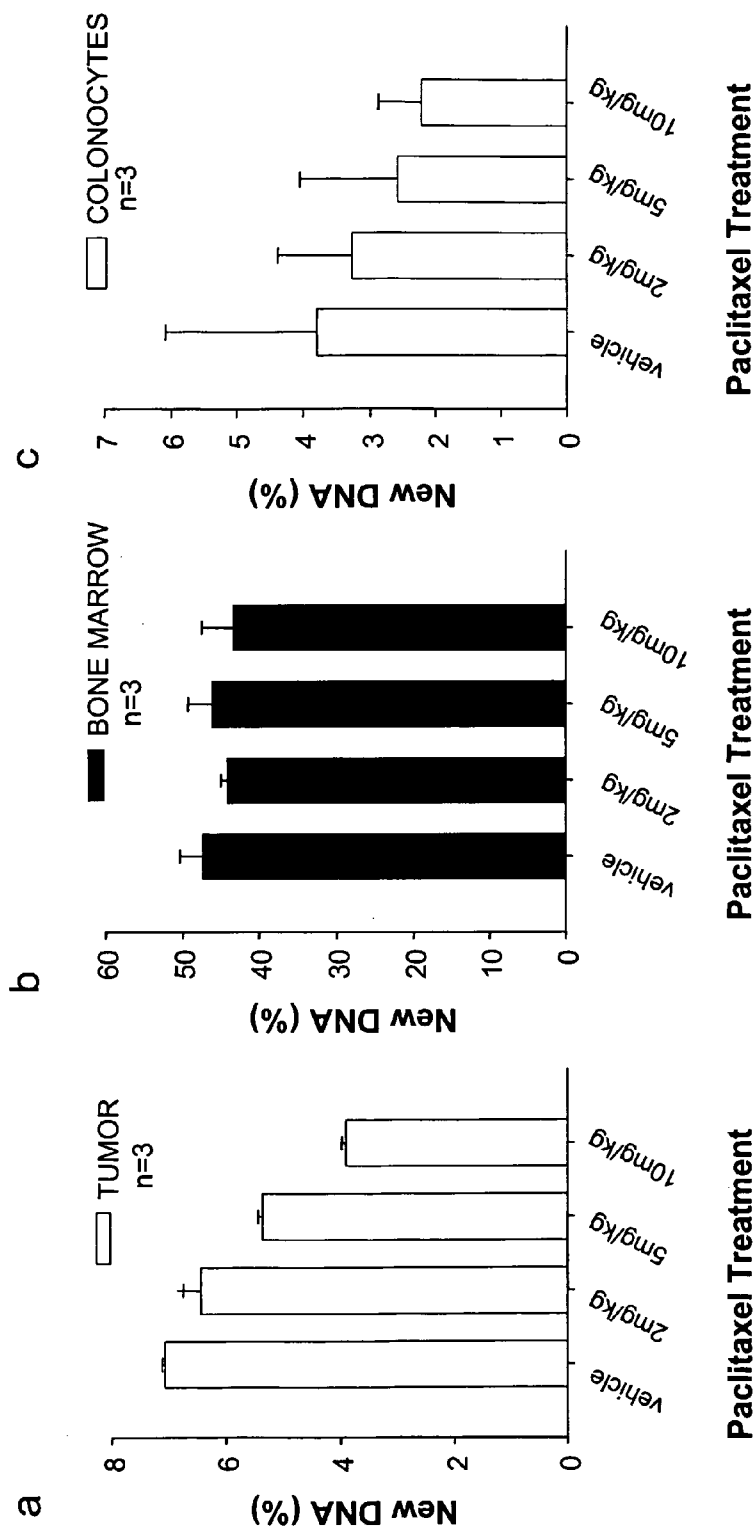 a
TUMOR
n=3
8
6
4
2
0
New DNA (%)
vehicle
2mg/kg
5mg/kg
10mg/kg
Paclitaxel Treatment
b
BONE MARROW
n=3
60
50
40
30
20
10
0
New DNA (%)
vehicle
2mg/kg
5mg/kg
10mg/kg
Paclitaxel Treatment
c
COLONOCYTES
n=3
7
6
5
4
3
2
1
0
New DNA (%)
vehicle
2mg/kg
5mg/kg
10mg/kg
Paclitaxel Treatment